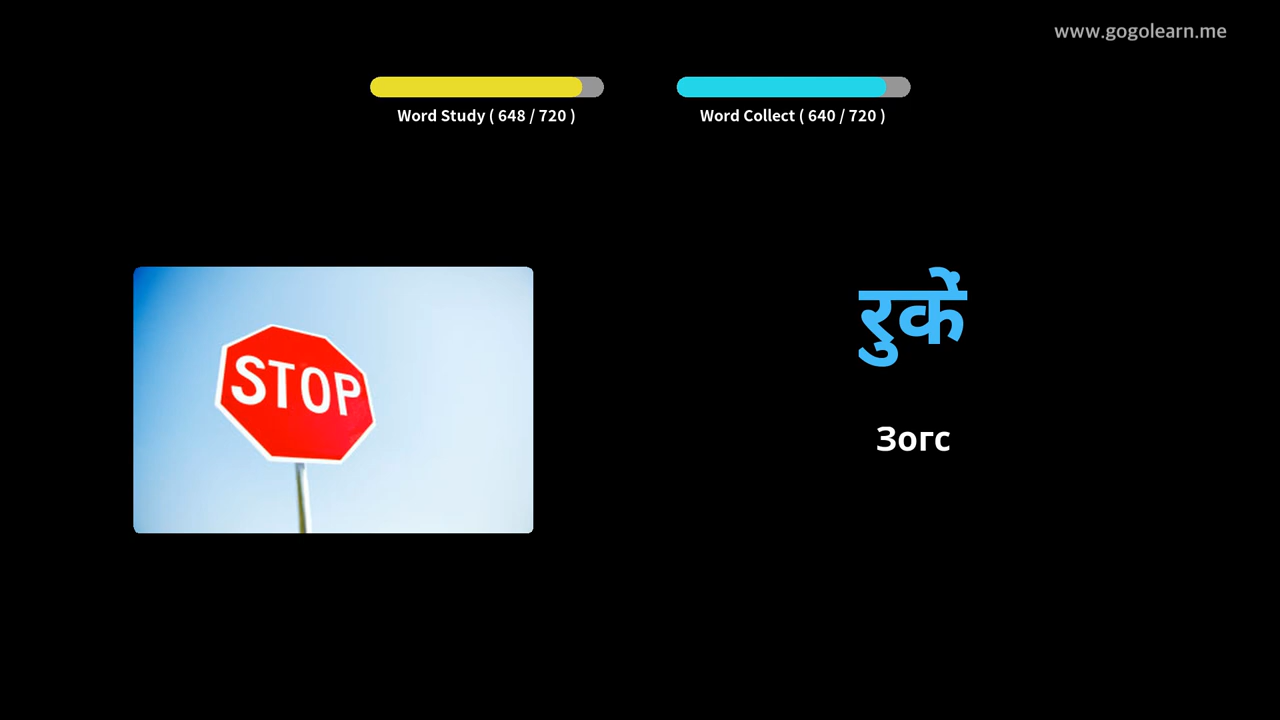 www.gogolearn.me
Word Study ( 648 / 720 )
Word Collect ( 640 / 720 )
STOP
रुकें
Зогс